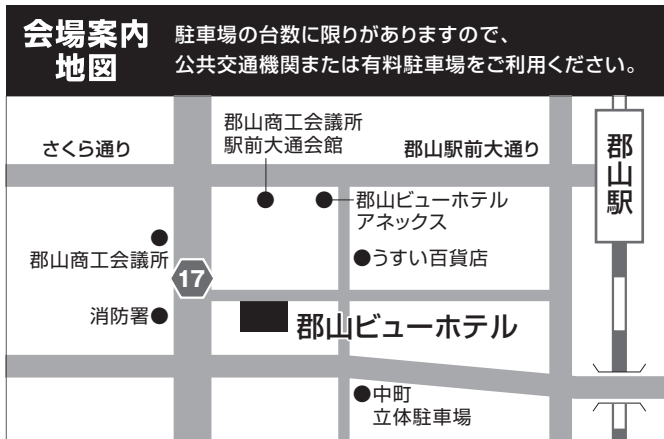 会場案内
地図
駐車場の台数に限りがありますので、
公共交通機関または有料駐車場をご利用ください。
さくら通り
郡山商工会議所
駅前大通会館
郡山駅前大通り
郡山駅
郡山ビューホテル
アネックス
郡山商工会議所
うすい百貨店
17
消防署
郡山ビューホテル
中町
立体駐車場